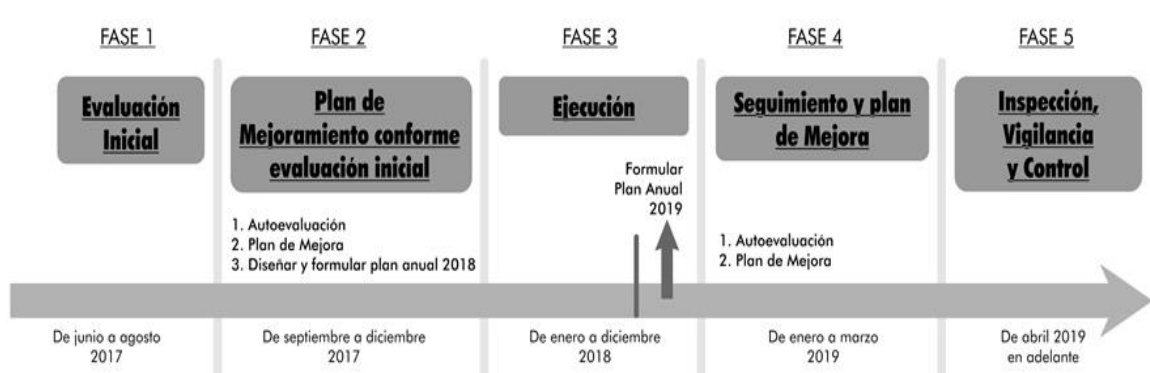 FASE 1
FASE 2
FASE 3
FASE 4
FASE 5
Evaluación
Inicial
Plan de
Mejoramiento conforme
evaluación inicial
Ejecución
Seguimiento y plan
de Mejora
Inspección,
Vigilancia
y Control
1. Autoevaluación
2. Plan de Mejora
3. Diseñar y formular plan anual 2018
Formular
Plan Anual
2019
1. Autoevaluación
2. Plan de Mejora
De junio a agosto
2017
De septiembre a diciembre
2017
De enero a diciembre
2018
De enero a marzo
2019
De abril 2019
en adelante